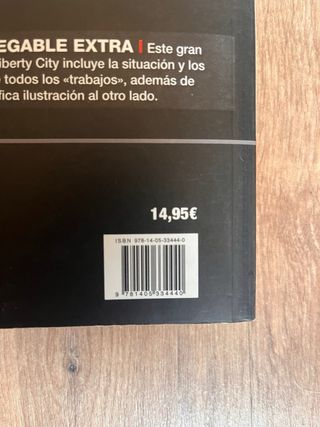 EGABLE EXTRA | Este gran
iberty City incluye la situación y los
e todos los «trabajos», además de
fica ilustración al otro lado.
14,95€
ISBN 978-14-05-33444-0
9 781405 334440